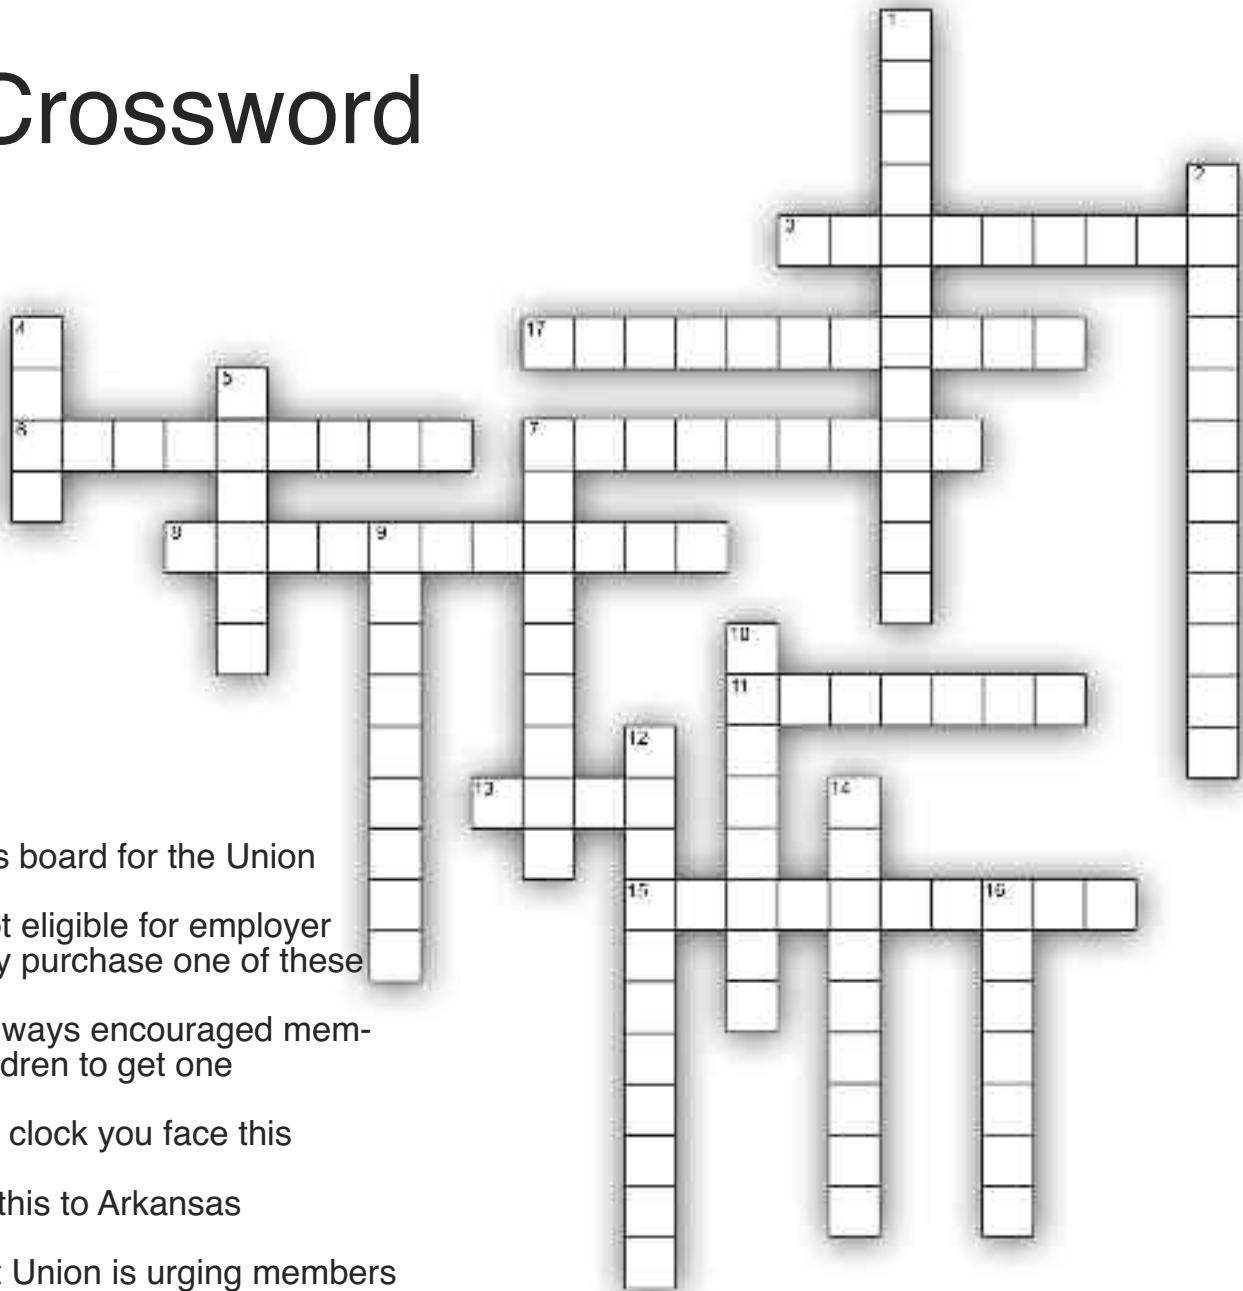 Crossword
1
2
3
4
17
5
6
7
8
9
10
11
12
13
14
s board for the Union
15
16
t eligible for employer
y purchase one of these
ways encouraged mem-
dren to get one
clock you face this
this to Arkansas
t Union is urging members